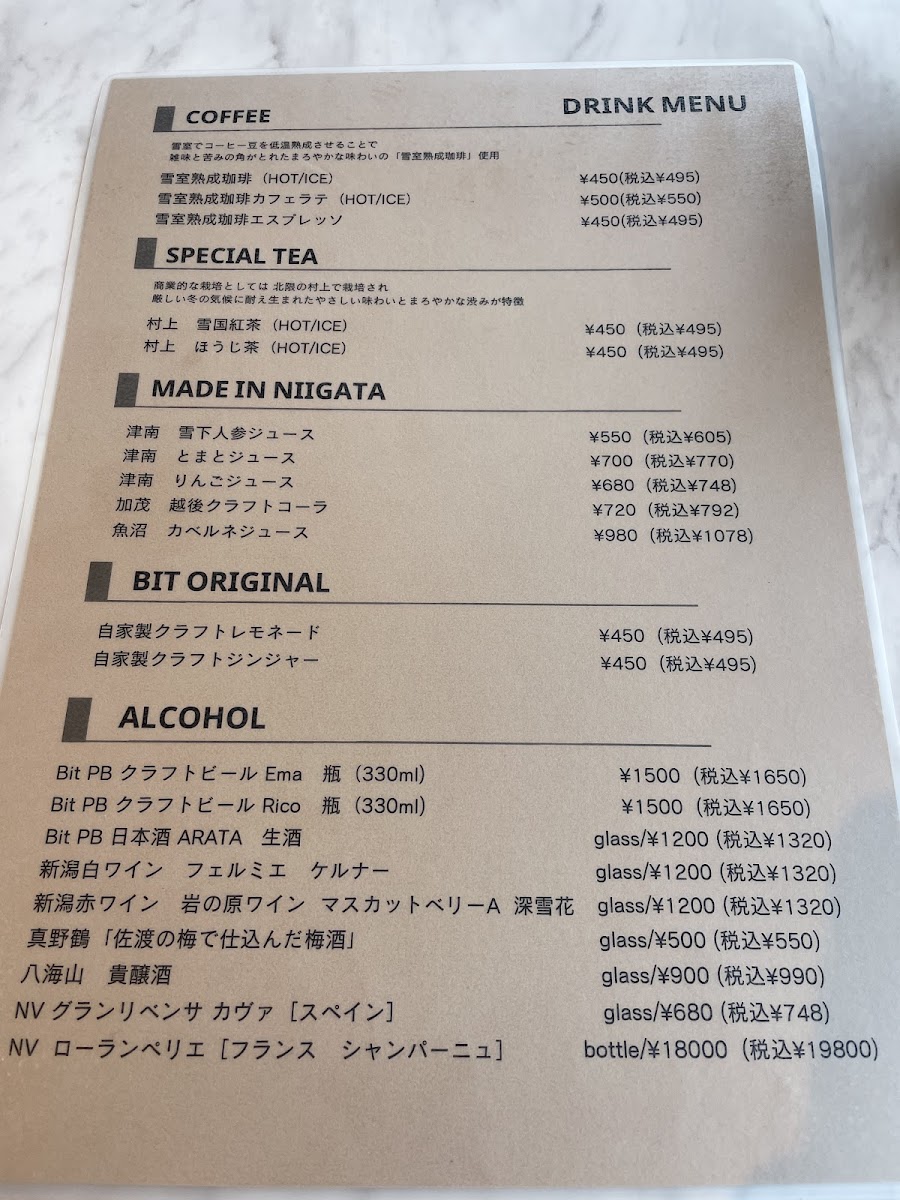 DRINK MENU
COFFEE
雪室でコーヒー豆を低温熟成させることで
雑味と苦みの角がとれたまろやかな味わいの「雪室熟成珈琲」使用
雪室熟成珈琲（HOT/ICE） ¥450(税込¥495)
雪室熟成珈琲カフェラテ（HOT/ICE） ¥500(税込¥550)
雪室熟成珈琲エスプレッソ ¥450(税込¥495)
SPECIAL TEA
商業的な栽培としては 北限の村上で栽培され
厳しい冬の気候に耐え生まれたやさしい味わいとまろやかな渋みが特徴
村上　雪国紅茶（HOT/ICE） ¥450（税込¥495）
村上　ほうじ茶（HOT/ICE） ¥450（税込¥495）
MADE IN NIIGATA
津南　雪下人参ジュース ¥550（税込¥605）
津南　とまとジュース ¥700（税込¥770）
津南　りんごジュース ¥680（税込¥748）
加茂　越後クラフトコーラ ¥720（税込¥792）
魚沼　カベルネジュース ¥980（税込¥1078）
BIT ORIGINAL
自家製クラフトレモネード ¥450（税込¥495）
自家製クラフトジンジャー ¥450（税込¥495）
ALCOHOL
Bit PB クラフトビール Ema　瓶（330ml） ¥1500（税込¥1650）
Bit PB クラフトビール Rico　瓶（330ml） ¥1500（税込¥1650）
Bit PB 日本酒 ARATA　生酒 glass/¥1200 (税込¥1320)
新潟白ワイン　フェルミエ　ケルナー glass/¥1200 (税込¥1320)
新潟赤ワイン　岩の原ワイン マスカットベリーA 深雪花 glass/¥1200 (税込¥1320)
真野鶴「佐渡の梅で仕込んだ梅酒」 glass/¥500 (税込¥550)
八海山　貴醸酒 glass/¥900 (税込¥990)
NV グランリベンサ カヴァ［スペイン］ glass/¥680 (税込¥748)
NV ローランペリエ［フランス　シャンパーニュ］ bottle/¥18000（税込¥19800）